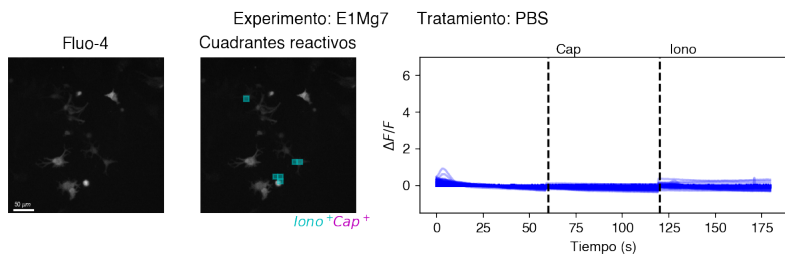 Experimento: E1Mg7 Tratamiento: PBS
Fluo-4
Cuadrantes reactivos
Cap
Iono
50 µm
Iono⁺Cap⁺
ΔF/F
6
4
2
0
0 25 50 75 100 125 150 175
Tiempo (s)